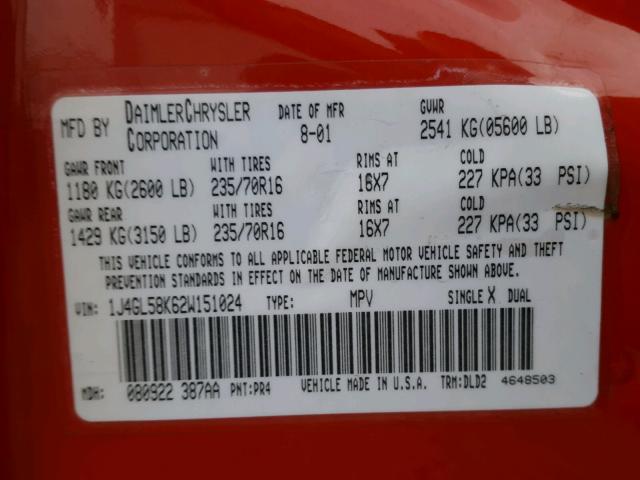 MFD BY DAIMLERCHRYSLER CORPORATION DATE OF MFR 8-01 GVWR 2541 KG(05600 LB)
GAWR FRONT WITH TIRES RIMS AT COLD
1180 KG(2600 LB) 235/70R16 16X7 227 KPA(33 PSI)
GAWR REAR WITH TIRES RIMS AT COLD
1429 KG(3150 LB) 235/70R16 16X7 227 KPA(33 PSI)
THIS VEHICLE CONFORMS TO ALL APPLICABLE FEDERAL MOTOR VEHICLE SAFETY AND THEFT
PREVENTION STANDARDS IN EFFECT ON THE DATE OF MANUFACTURE SHOWN ABOVE.
VIN: 1J4GL58K62W151024 TYPE: MPV SINGLE X DUAL
MDH: 080922 387AA PNT:PR4 VEHICLE MADE IN U.S.A. TRM:DLD2 4648503